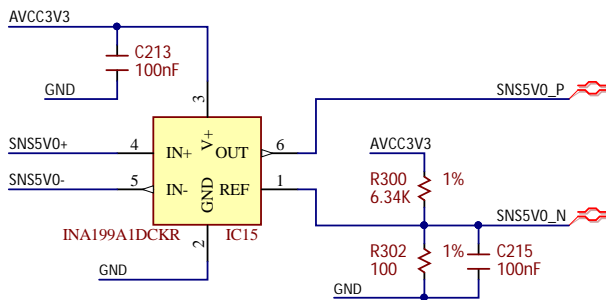 AVCC3V3
C213
100nF
GND
SNS5V0_P
3
V+
SNS5V0+
4
IN+
OUT
6
AVCC3V3
SNS5V0-
5
IN-
GND
REF
1
R300
1%
6.34K
SNS5V0_N
INA199A1DCKR
2
IC15
R302
1%
100
C215
100nF
GND
GND